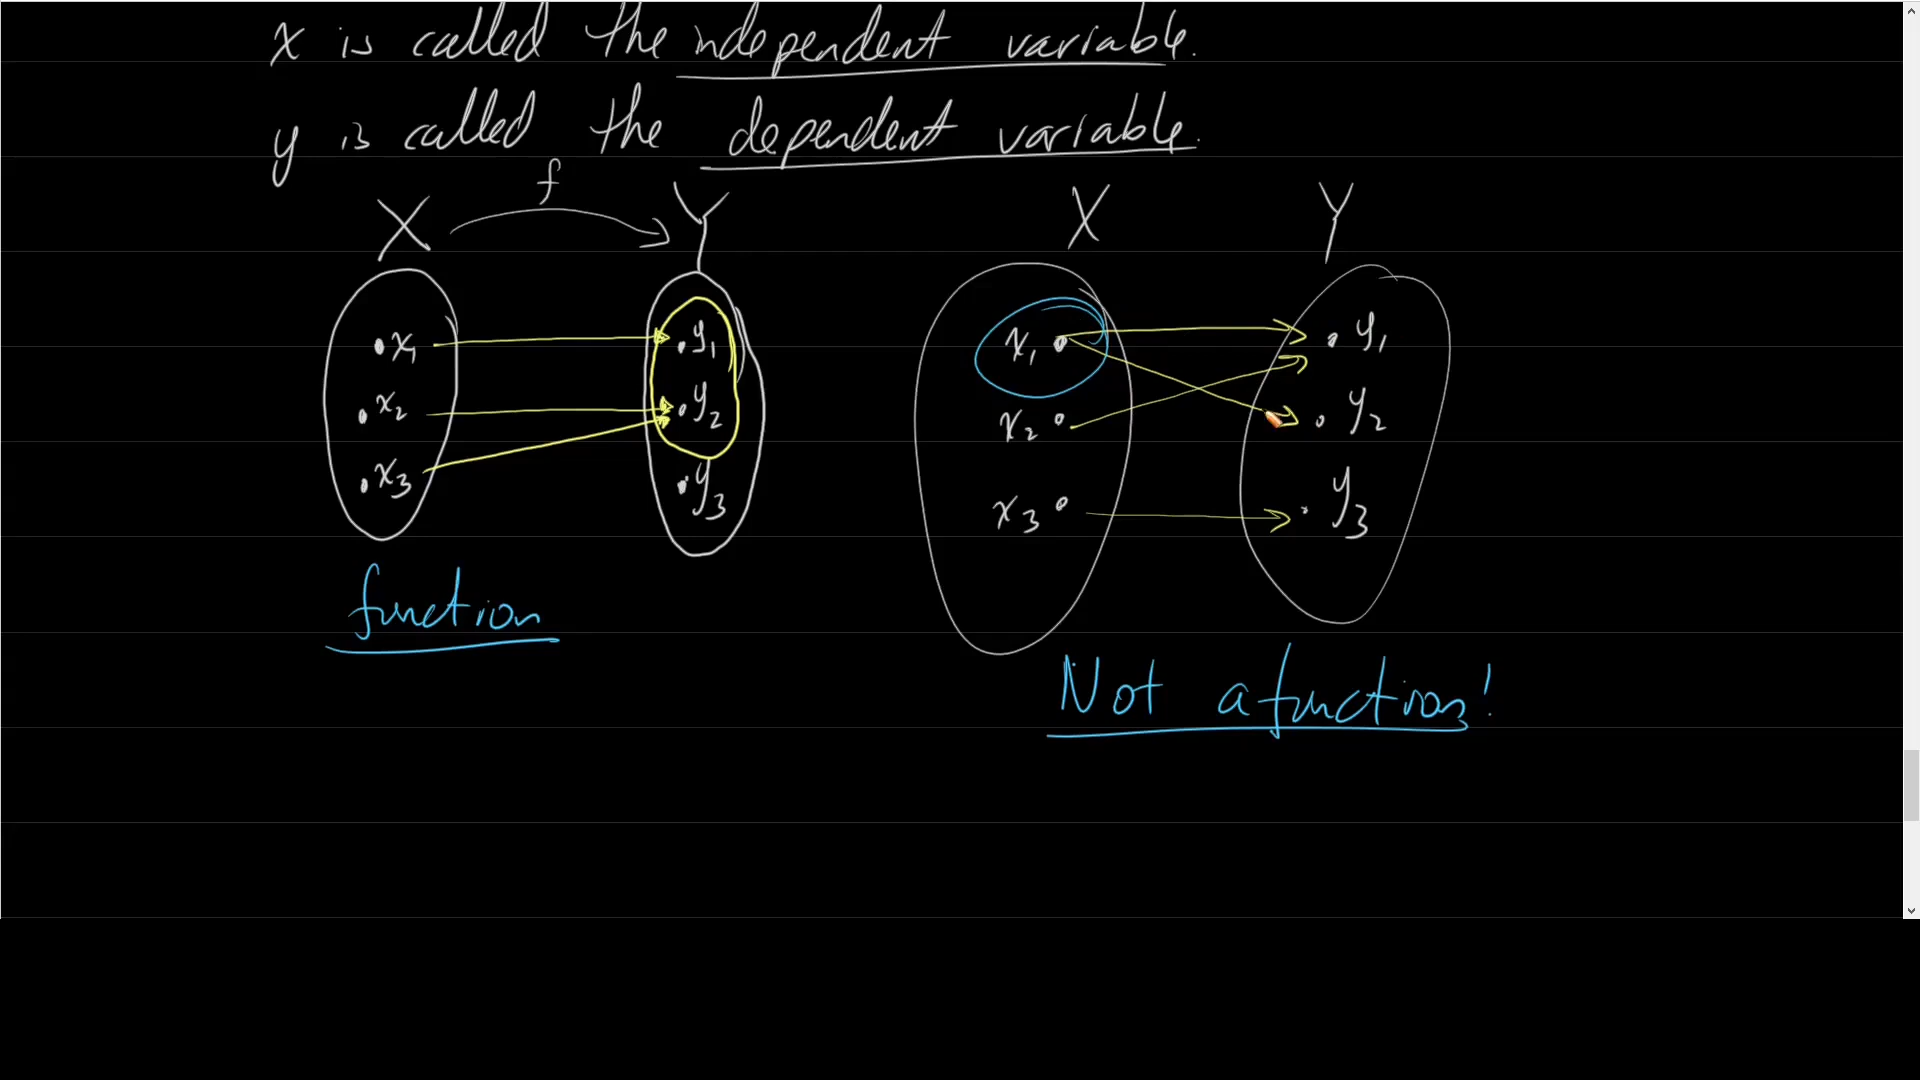 x is called the independent variable.
y is called the dependent variable.
f
X Y X Y
x₁ y₁ x₁ y₁
x₂ y₂ x₂ y₂
x₃ y₃ x₃ y₃
function
Not a function!